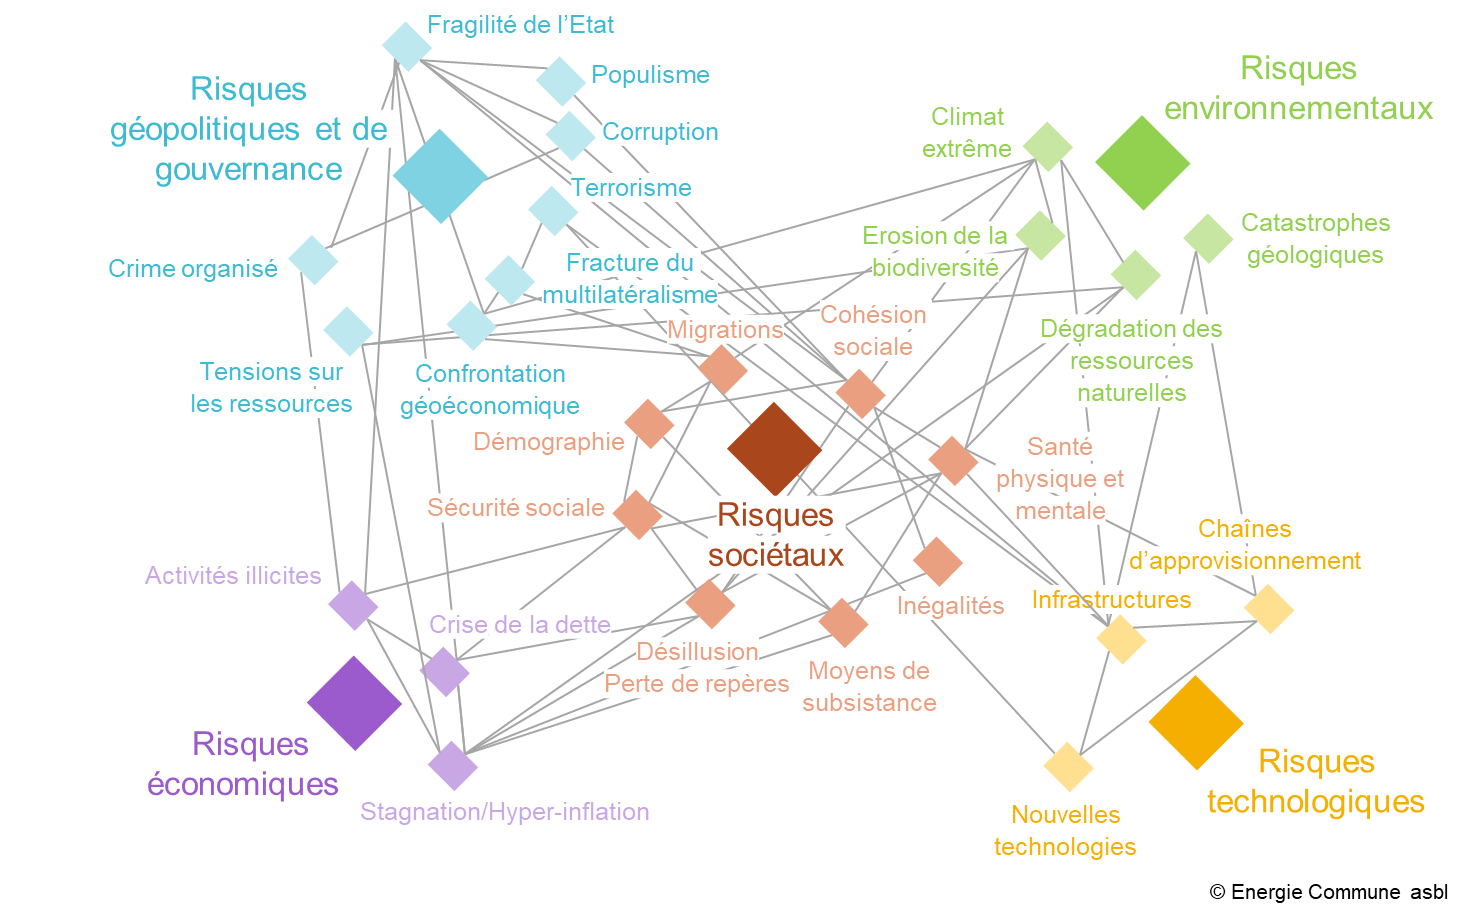 Fragilité de l’Etat
Populisme
Risques
géopolitiques et de
gouvernance
Corruption
Terrorisme
Crime organisé
Fracture du
multilatéralisme
Tensions sur
les ressources
Confrontation
géoéconomique
Risques
environnementaux
Climat
extrême
Erosion de la
biodiversité
Catastrophes
géologiques
Dégradation des
ressources
naturelles
Migrations
Cohésion
sociale
Démographie
Sécurité sociale
Risques
sociétaux
Santé
physique et
mentale
Inégalités
Désillusion
Perte de repères
Moyens de
subsistance
Activités illicites
Crise de la dette
Risques
économiques
Stagnation/Hyper-inflation
Chaînes
d’approvisionnement
Infrastructures
Risques
technologiques
Nouvelles
technologies
© Energie Commune asbl